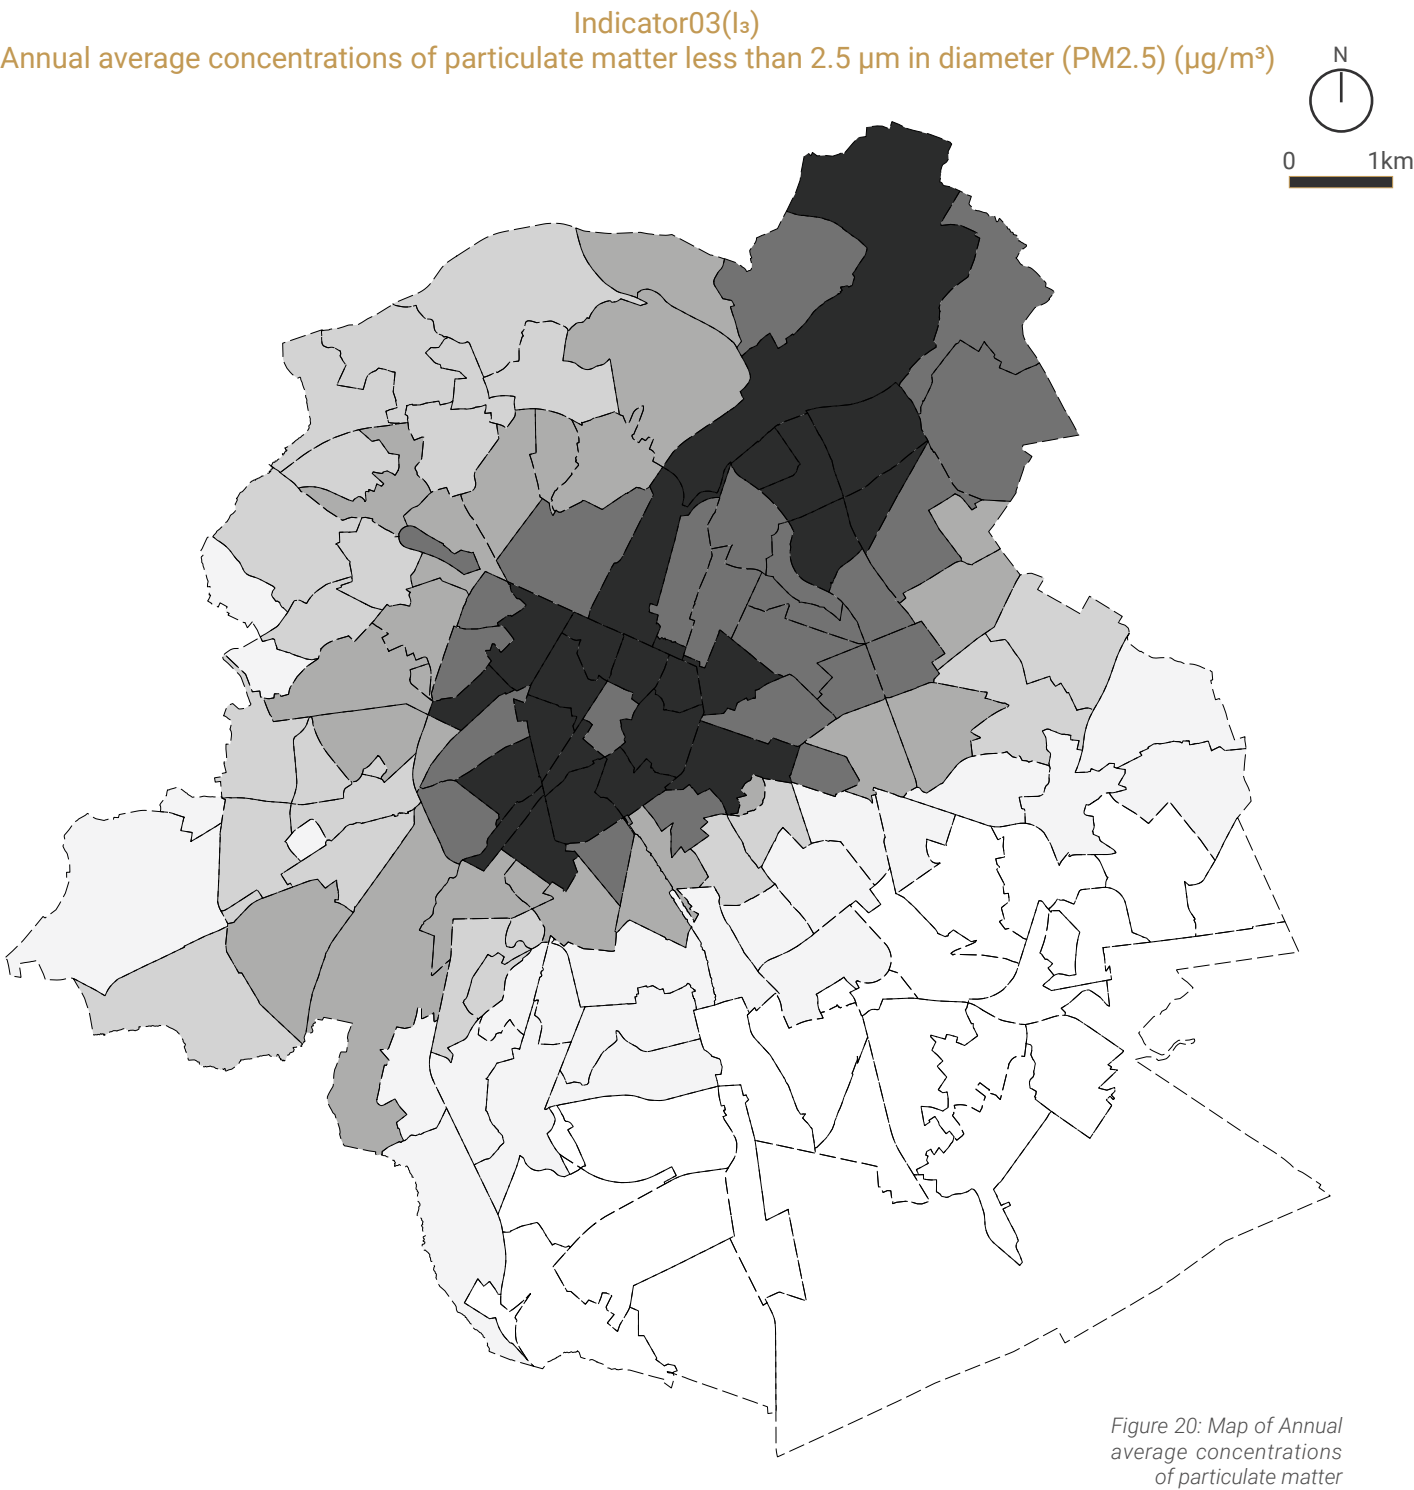 Indicator03(I₃)
Annual average concentrations of particulate matter less than 2.5 μm in diameter (PM2.5) (μg/m³)
N
0 1km
Figure 20: Map of Annual
average concentrations
of particulate matter